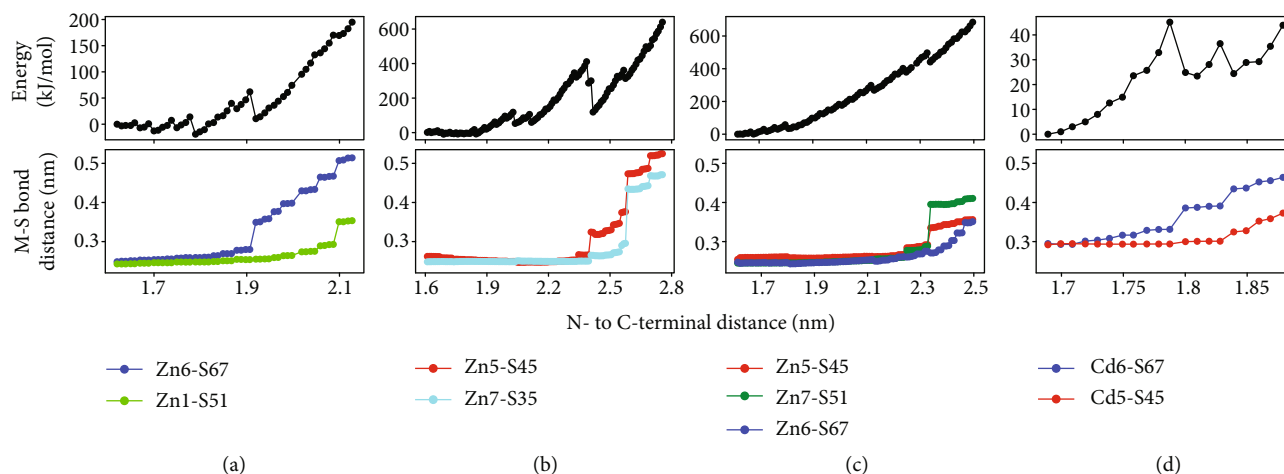 Energy
(kJ/mol)
200
150
100
50
0
600
400
200
0
600
400
200
0
40
30
20
10
0
M-S bond
distance (nm)
0.5
0.4
0.3
0.5
0.4
0.3
0.5
0.4
0.3
0.5
0.4
0.3
1.7 1.9 2.1
1.6 1.9 2.2 2.5 2.8
1.7 1.9 2.1 2.3 2.5
1.7 1.75 1.8 1.85
N- to C-terminal distance (nm)
Zn6-S67
Zn1-S51
Zn5-S45
Zn7-S35
Zn5-S45
Zn7-S51
Zn6-S67
Cd6-S67
Cd5-S45
(a) (b) (c) (d)